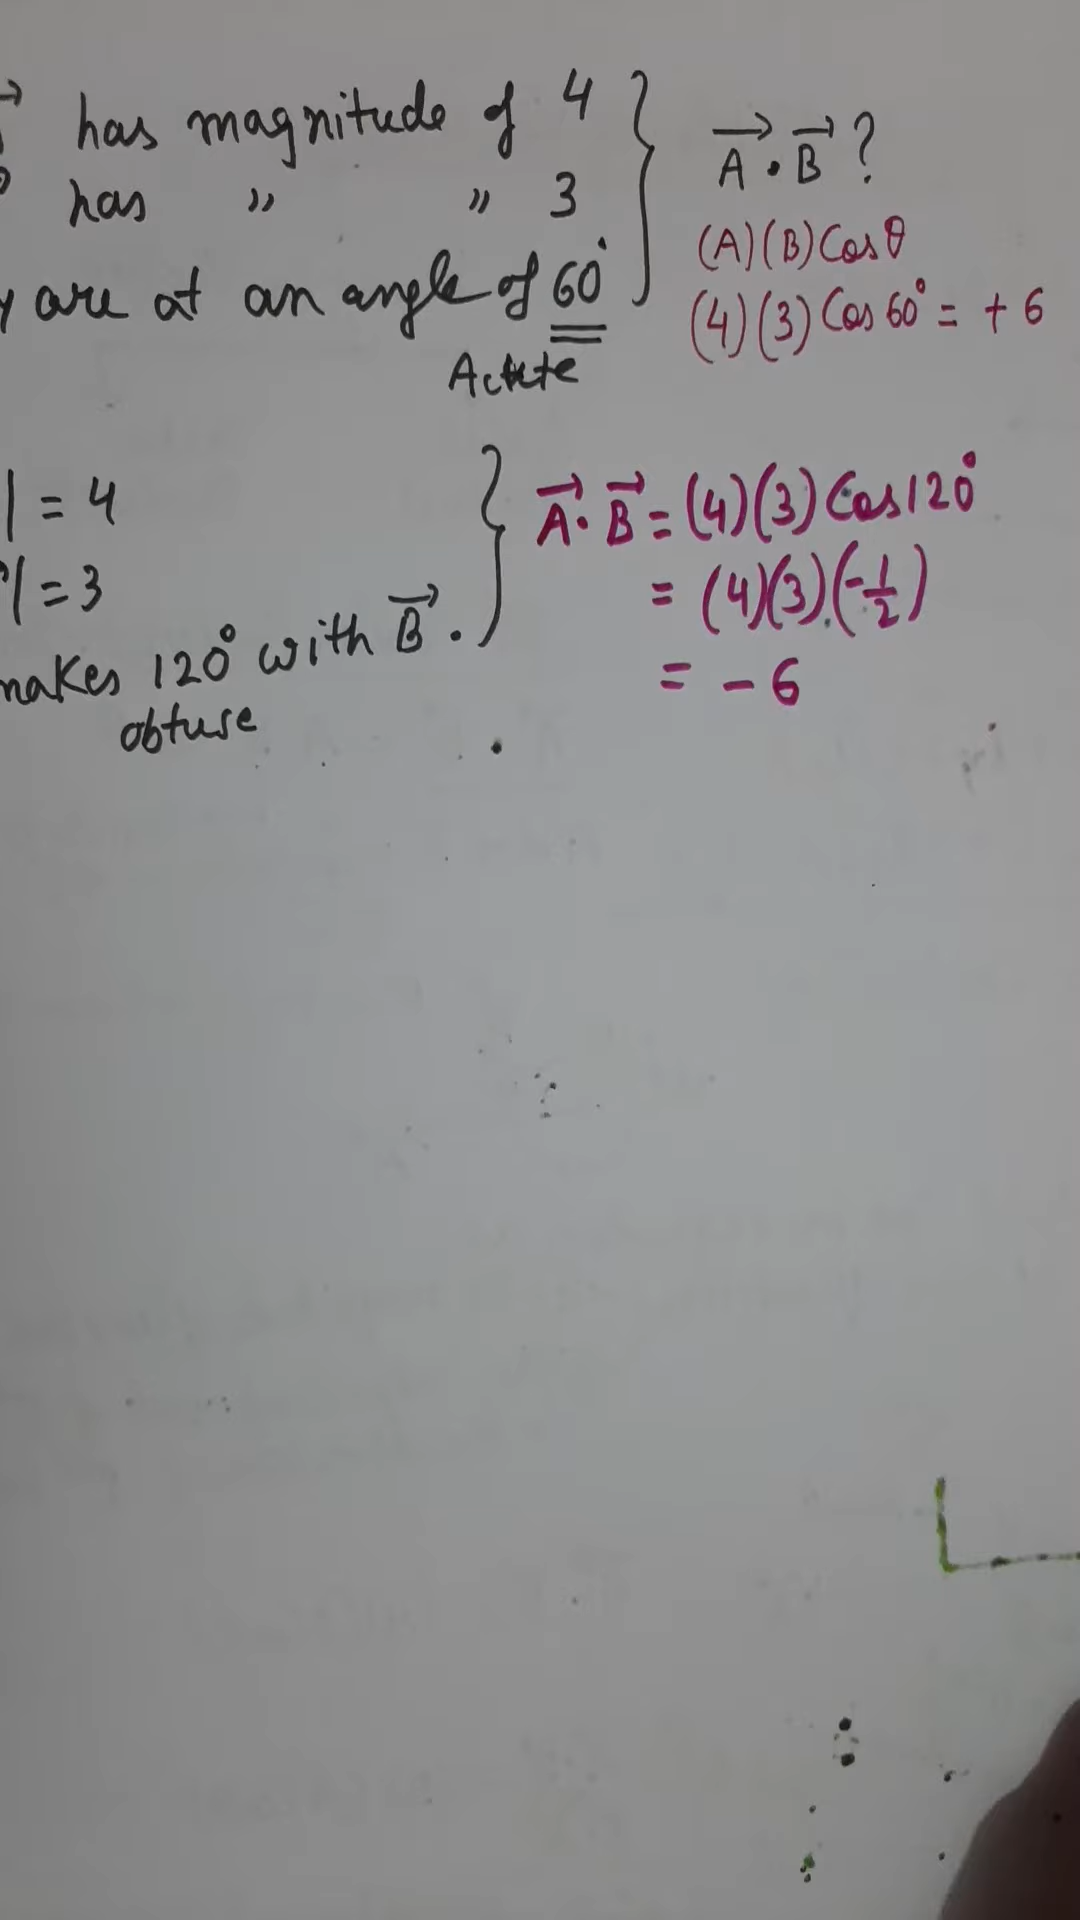 has magnitude of 4
has " " 3
are at an angle of 60°
Acute
A⃗ . B⃗ ?
(A)(B) Cos θ
(4)(3) Cos 60° = + 6
| = 4
| = 3
makes 120° with B⃗ .
obtuse
A⃗ . B⃗ = (4)(3) Cos 120°
= (4)(3)(-1/2)
= - 6